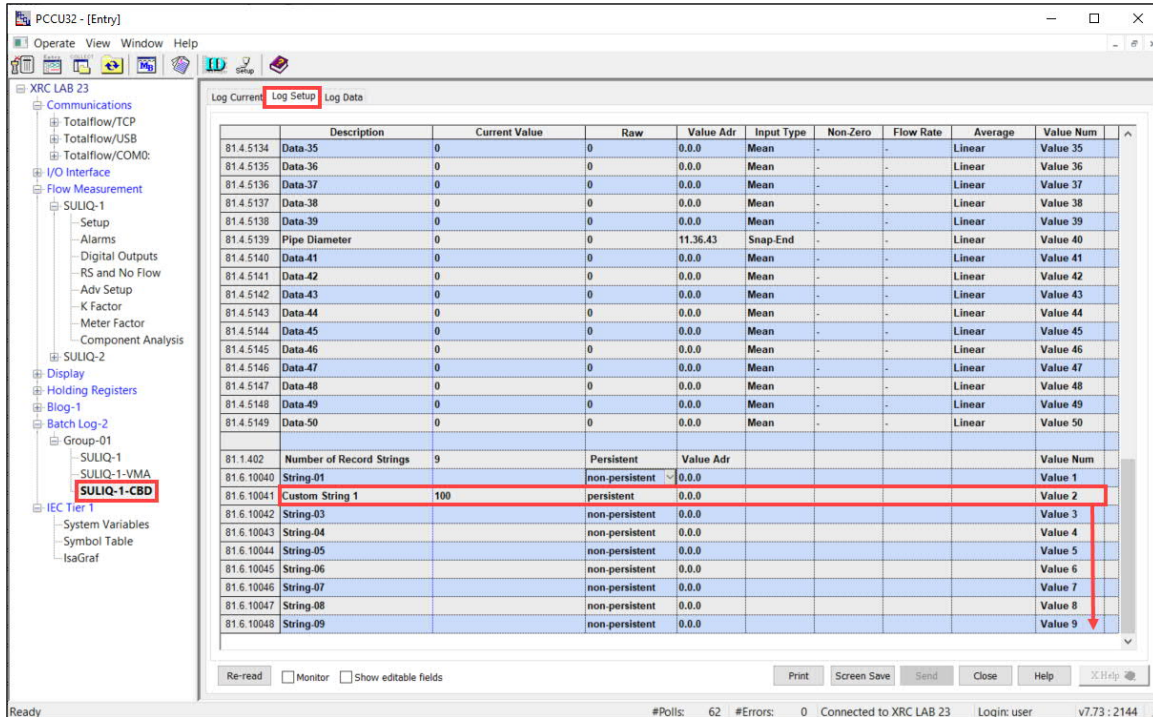 PCCU32 - [Entry]
Operate View Window Help
XRC LAB 23
Communications
Totalflow/TCP
Totalflow/USB
Totalflow/COM0:
I/O Interface
Flow Measurement
SULIQ-1
Setup
Alarms
Digital Outputs
RS and No Flow
Adv Setup
K Factor
Meter Factor
Component Analysis
SULIQ-2
Display
Holding Registers
Blog-1
Batch Log-2
Group-01
SULIQ-1
SULIQ-1-VMA
SULIQ-1-CBD
IEC Tier 1
System Variables
Symbol Table
IsaGraf
Log Current Log Setup Log Data
Description Current Value Raw Value Adr Input Type Non-Zero Flow Rate Average Value Num
81.4.5134 Data-35 0 0 0.0.0 Mean - - Linear Value 35
81.4.5135 Data-36 0 0 0.0.0 Mean - - Linear Value 36
81.4.5136 Data-37 0 0 0.0.0 Mean - - Linear Value 37
81.4.5137 Data-38 0 0 0.0.0 Mean - - Linear Value 38
81.4.5138 Data-39 0 0 0.0.0 Mean - - Linear Value 39
81.4.5139 Pipe Diameter 0 0 11.36.43 Snap-End - - Linear Value 40
81.4.5140 Data-41 0 0 0.0.0 Mean - - Linear Value 41
81.4.5141 Data-42 0 0 0.0.0 Mean - - Linear Value 42
81.4.5142 Data-43 0 0 0.0.0 Mean - - Linear Value 43
81.4.5143 Data-44 0 0 0.0.0 Mean - - Linear Value 44
81.4.5144 Data-45 0 0 0.0.0 Mean - - Linear Value 45
81.4.5145 Data-46 0 0 0.0.0 Mean - - Linear Value 46
81.4.5146 Data-47 0 0 0.0.0 Mean - - Linear Value 47
81.4.5147 Data-48 0 0 0.0.0 Mean - - Linear Value 48
81.4.5148 Data-49 0 0 0.0.0 Mean - - Linear Value 49
81.4.5149 Data-50 0 0 0.0.0 Mean - - Linear Value 50
81.1.402 Number of Record Strings 9 Persistent Value Adr Value Num
81.6.10040 String-01 non-persistent 0.0.0 Value 1
81.6.10041 Custom String 1 100 persistent 0.0.0 Value 2
81.6.10042 String-03 non-persistent 0.0.0 Value 3
81.6.10043 String-04 non-persistent 0.0.0 Value 4
81.6.10044 String-05 non-persistent 0.0.0 Value 5
81.6.10045 String-06 non-persistent 0.0.0 Value 6
81.6.10046 String-07 non-persistent 0.0.0 Value 7
81.6.10047 String-08 non-persistent 0.0.0 Value 8
81.6.10048 String-09 non-persistent 0.0.0 Value 9
Re-read Monitor Show editable fields Print Screen Save Send Close Help XHelp
Ready #Polls: 62 #Errors: 0 Connected to XRC LAB 23 Login: user v7.73 : 2144